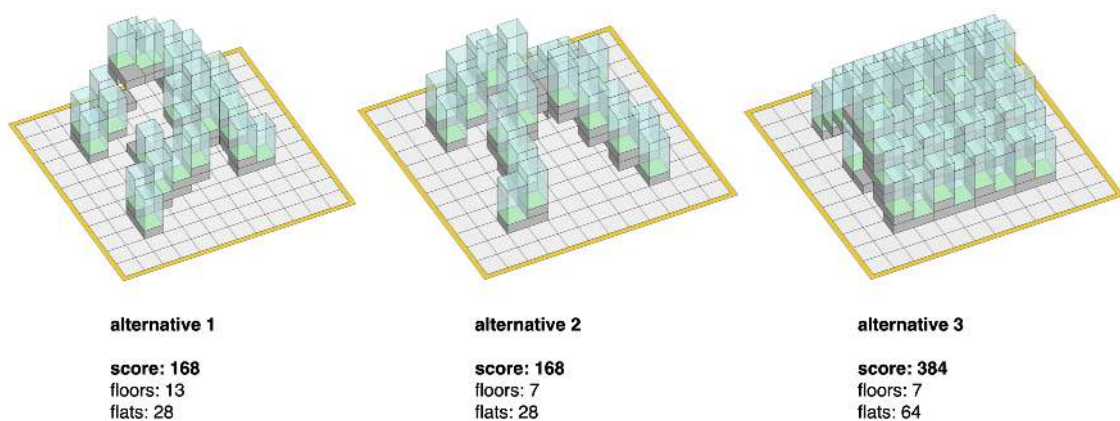 alternative 1
score: 168
floors: 13
flats: 28
alternative 2
score: 168
floors: 7
flats: 28
alternative 3
score: 384
floors: 7
flats: 64